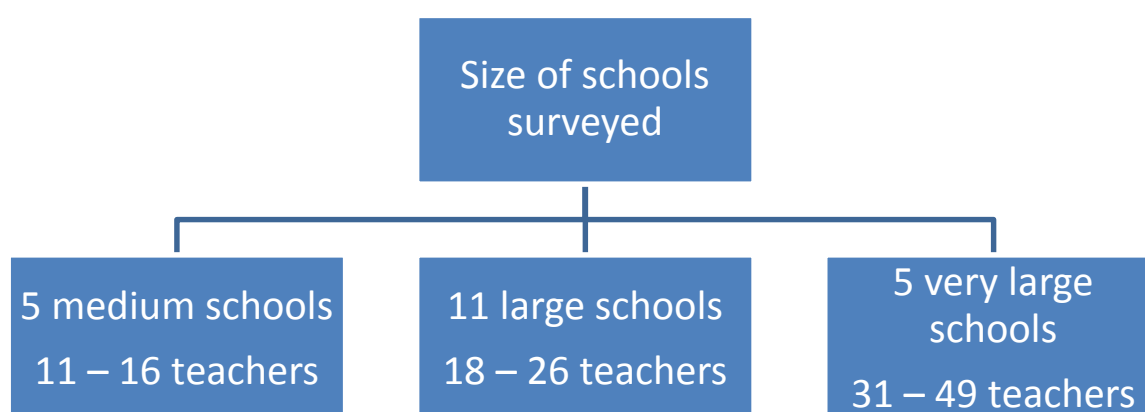 Size of schools
surveyed
5 medium schools
11 – 16 teachers
11 large schools
18 – 26 teachers
5 very large
schools
31 – 49 teachers